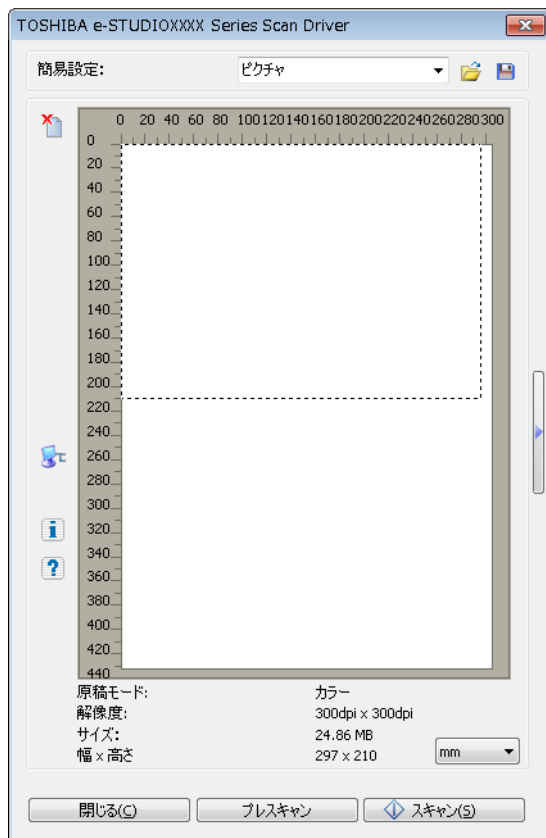 TOSHIBA e-STUDIOXXXX Series Scan Driver
簡易設定: ピクチャ
0 20 40 60 80 100 120 140 160 180 200 220 240 260 280 300
0
20
40
60
80
100
120
140
160
180
200
220
240
260
280
300
320
340
360
380
400
420
440
原稿モード: カラー
解像度: 300dpi x 300dpi
サイズ: 24.86 MB
幅 x 高さ 297 x 210 mm
閉じる(C) プレスキャン スキャン(S)